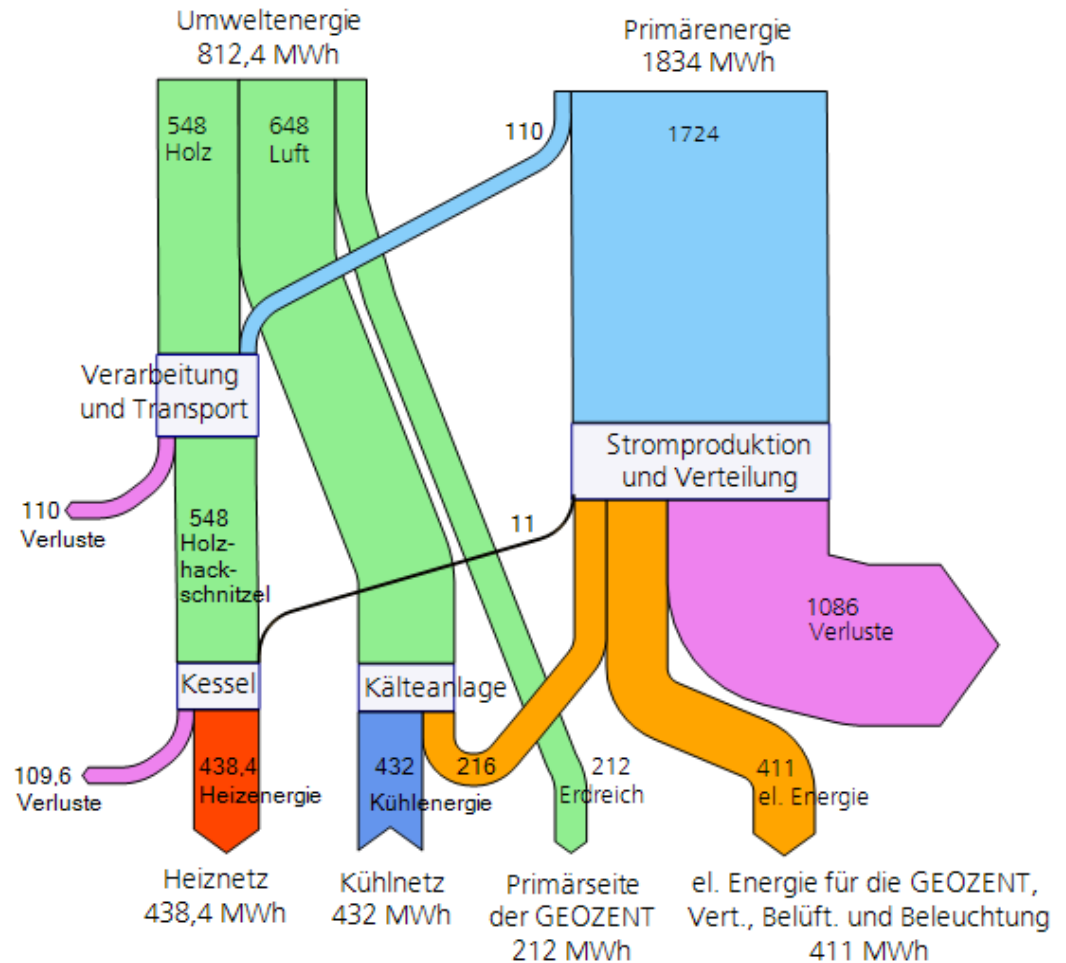 Umweltenergie
812,4 MWh
Primärenergie
1834 MWh
548
Holz
648
Luft
110
1724
Verarbeitung
und Transport
Stromproduktion
und Verteilung
110
Verluste
548
Holz-
hack-
schnitzel
11
1086
Verluste
Kessel
Kälteanlage
109,6
Verluste
438,4
Heizenergie
432
Kühlenergie
216
212
Erdreich
411
el. Energie
Heiznetz
438,4 MWh
Kühlnetz
432 MWh
Primärseite
der GEOZENT
212 MWh
el. Energie für die GEOZENT,
Vert., Belüft. und Beleuchtung
411 MWh